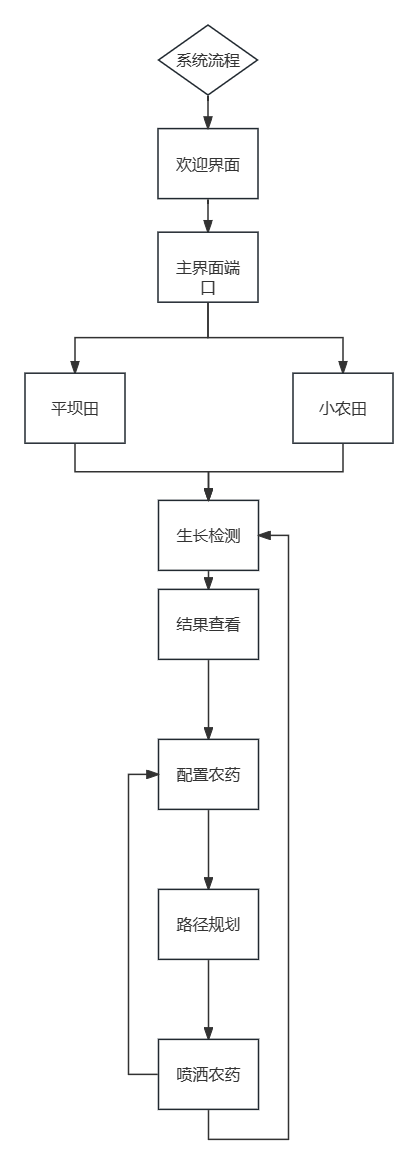 系统流程
欢迎界面
主界面端
口
平坝田
小农田
生长检测
结果查看
配置农药
路径规划
喷洒农药